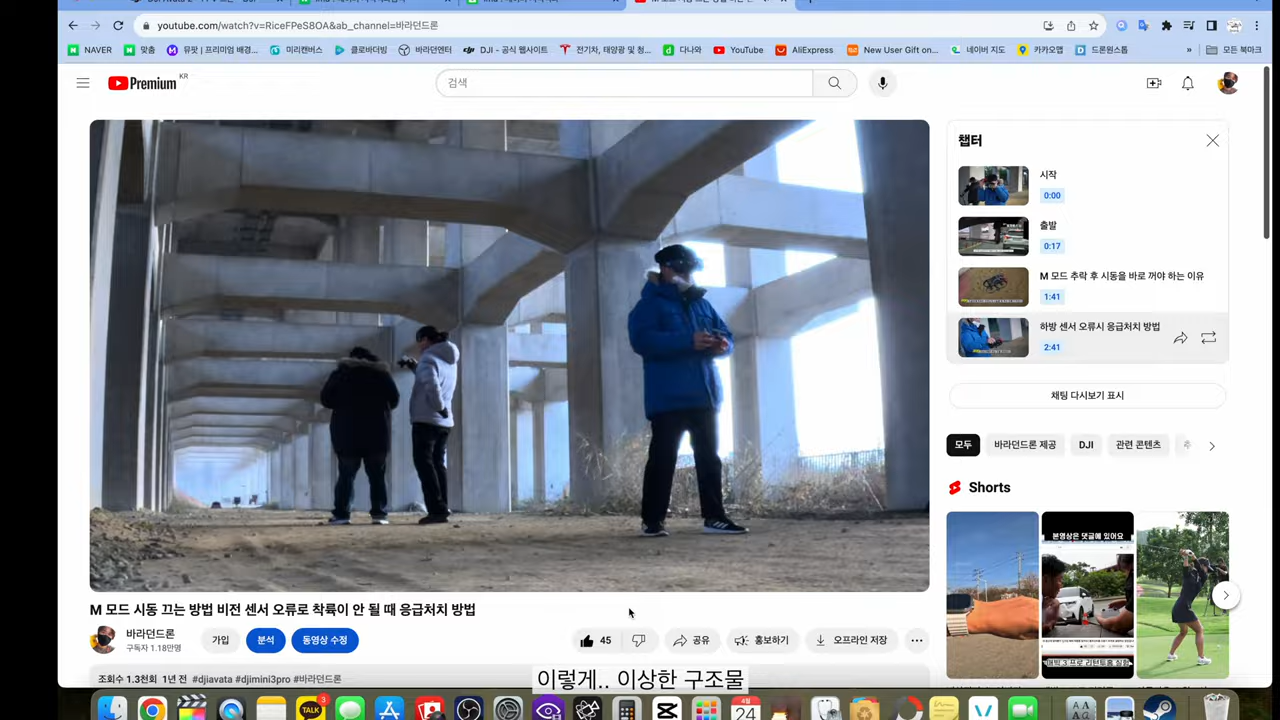 youtube.com/watch?v=RiceFPeS8OA&ab_channel=바라던드론
NAVER
맞춤
뮤팟 | 프리미엄 배경...
미리캔버스
클로바더빙
바라던엔터
DJI - 공식 웹사이트
전기차, 태양광 및 청...
다나와
YouTube
AliExpress
New User Gift on...
네이버 지도
카카오맵
드론원스톱
»
모든 북마크
Premium KR
검색
챕터
시작
0:00
출발
0:17
M 모드 추락 후 시동을 바로 꺼야 하는 이유
1:41
하방 센서 오류시 응급처치 방법
2:41
채팅 다시보기 표시
모두
바라던드론 제공
DJI
관련 콘텐츠
Shorts
본영상은 댓글에 있어요
M 모드 시동 끄는 방법 비전 센서 오류로 착륙이 안 될 때 응급처치 방법
바라던드론
구독자 1.18만명
가입
분석
동영상 수정
45
공유
홍보하기
오프라인 저장
조회수 1.3천회 1년 전 #djiavata #djimini3pro #바라던드론
이렇게.. 이상한 구조물
TALK
3
4월
24